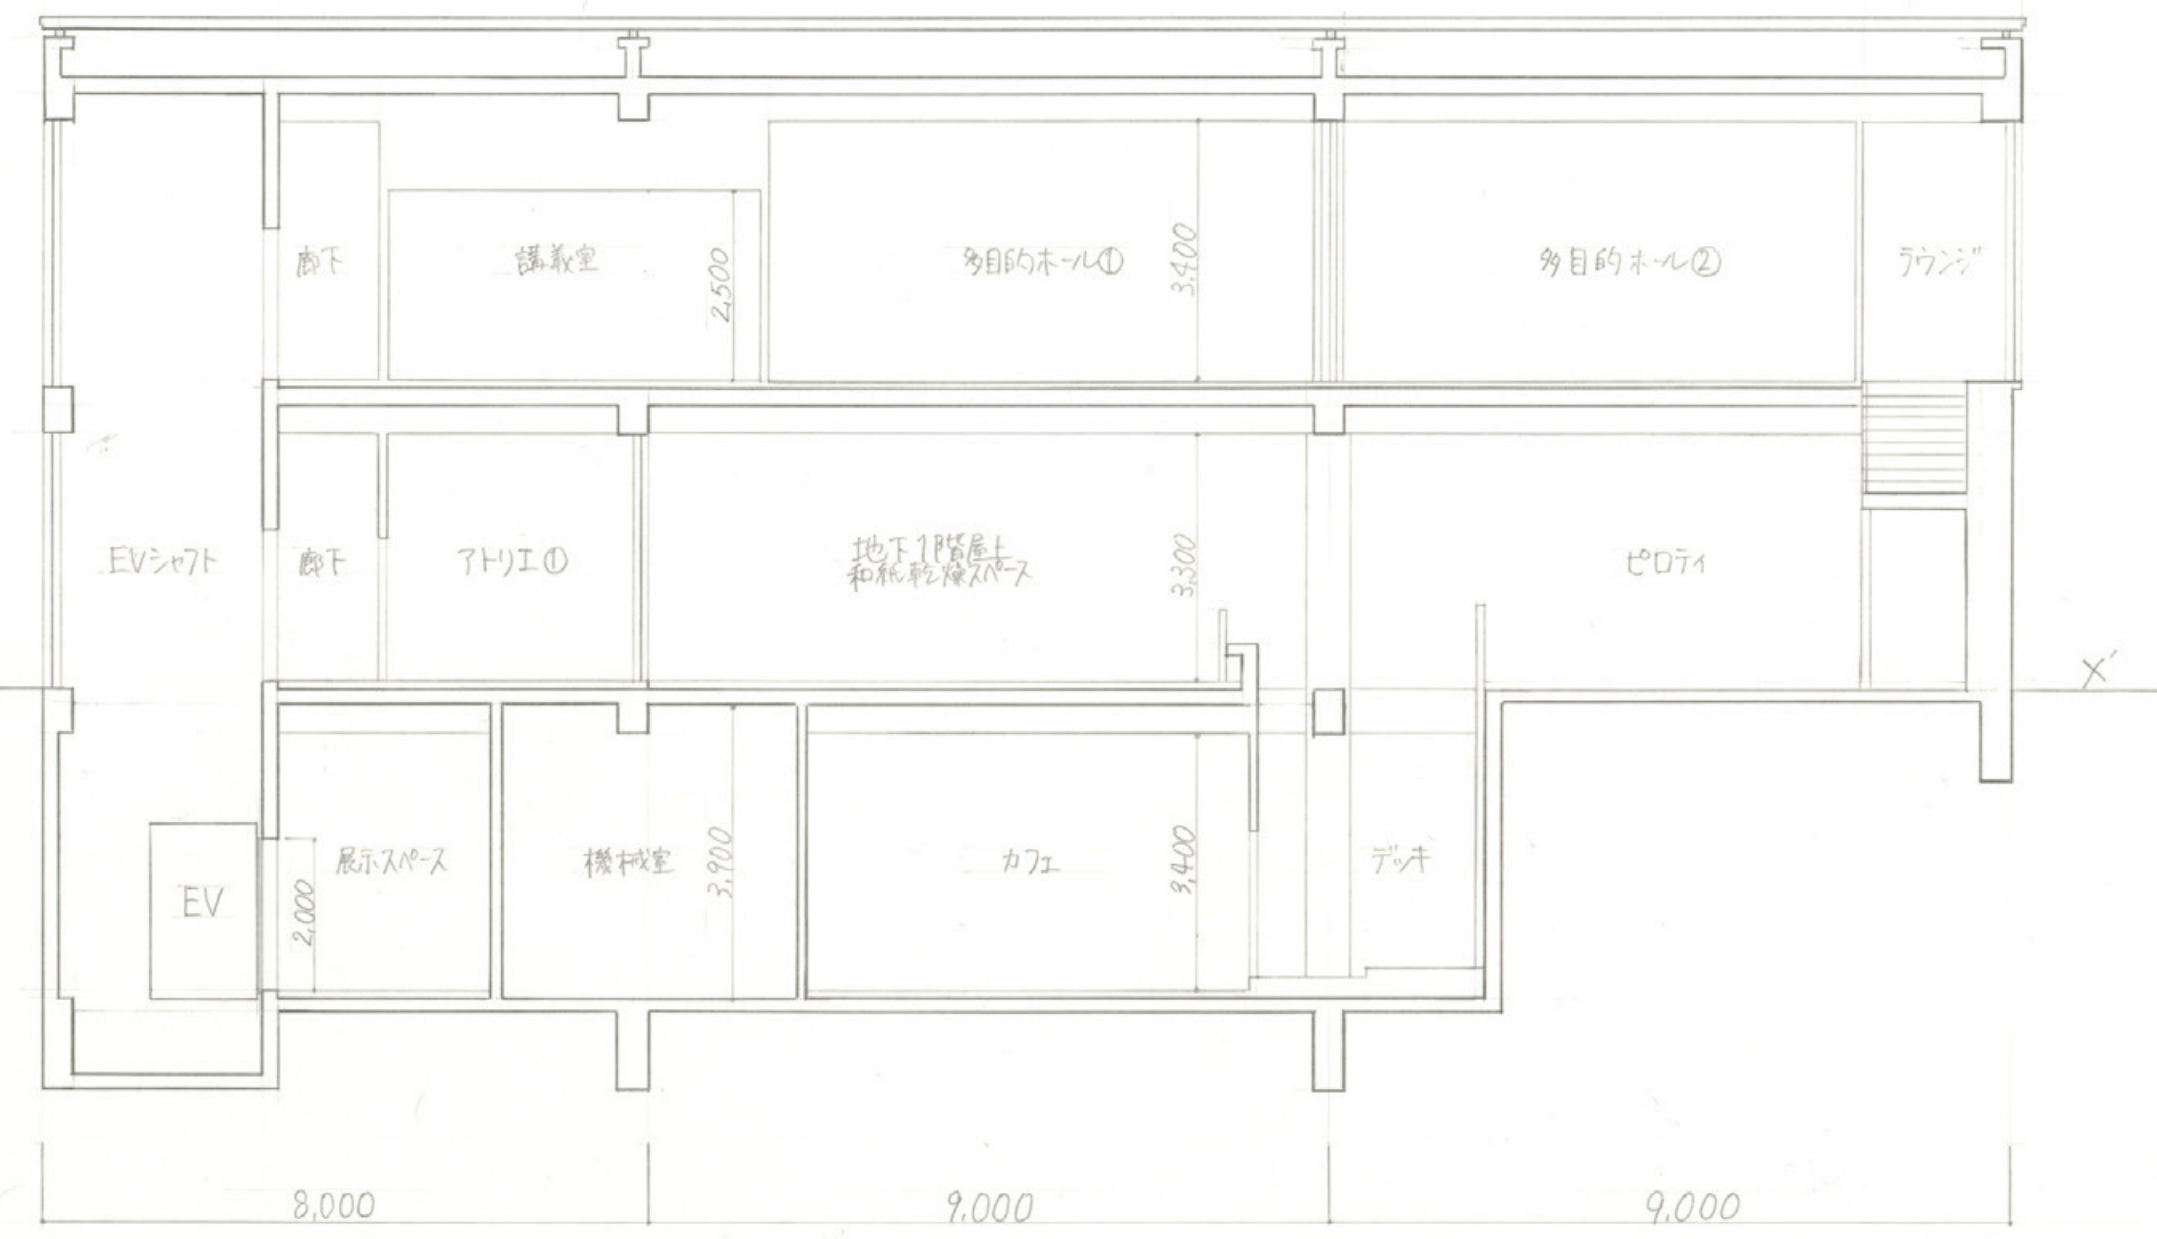 廊下
講義室
2,500
多目的ホール①
3,400
多目的ホール②
ラウンジ
EVシャフト
廊下
アトリエ①
地下1階屋上
和紙乾燥スペース
3,300
ピロティ
X'
EV
2,000
展示スペース
機械室
3,900
カフェ
3,400
デッキ
8,000
9,000
9,000